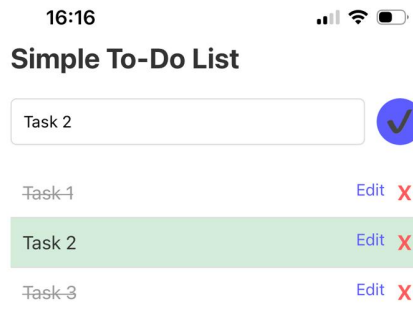 16:16
Simple To-Do List
Task 2
Task 1 Edit X
Task 2 Edit X
Task 3 Edit X